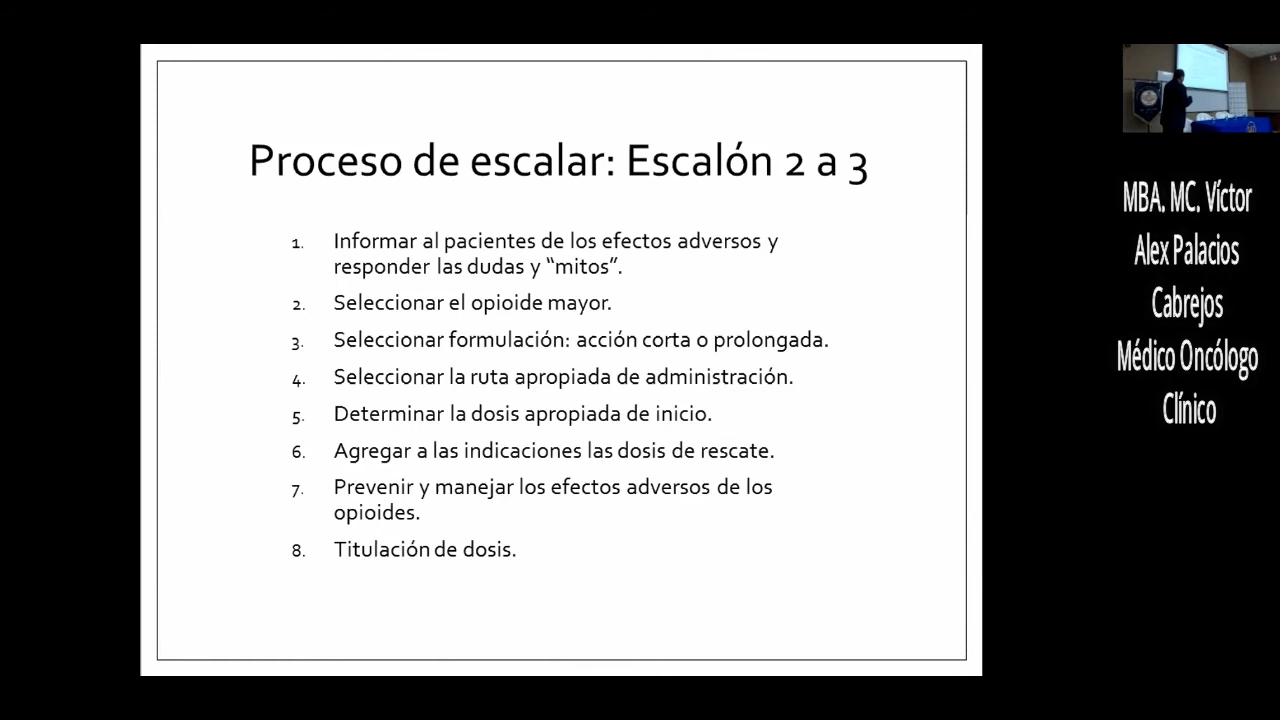 Proceso de escalar: Escalón 2 a 3
1. Informar al pacientes de los efectos adversos y
responder las dudas y “mitos”.
2. Seleccionar el opioide mayor.
3. Seleccionar formulación: acción corta o prolongada.
4. Seleccionar la ruta apropiada de administración.
5. Determinar la dosis apropiada de inicio.
6. Agregar a las indicaciones las dosis de rescate.
7. Prevenir y manejar los efectos adversos de los
opioides.
8. Titulación de dosis.
MBA. MC. Víctor
Alex Palacios
Cabrejos
Médico Oncólogo
Clínico